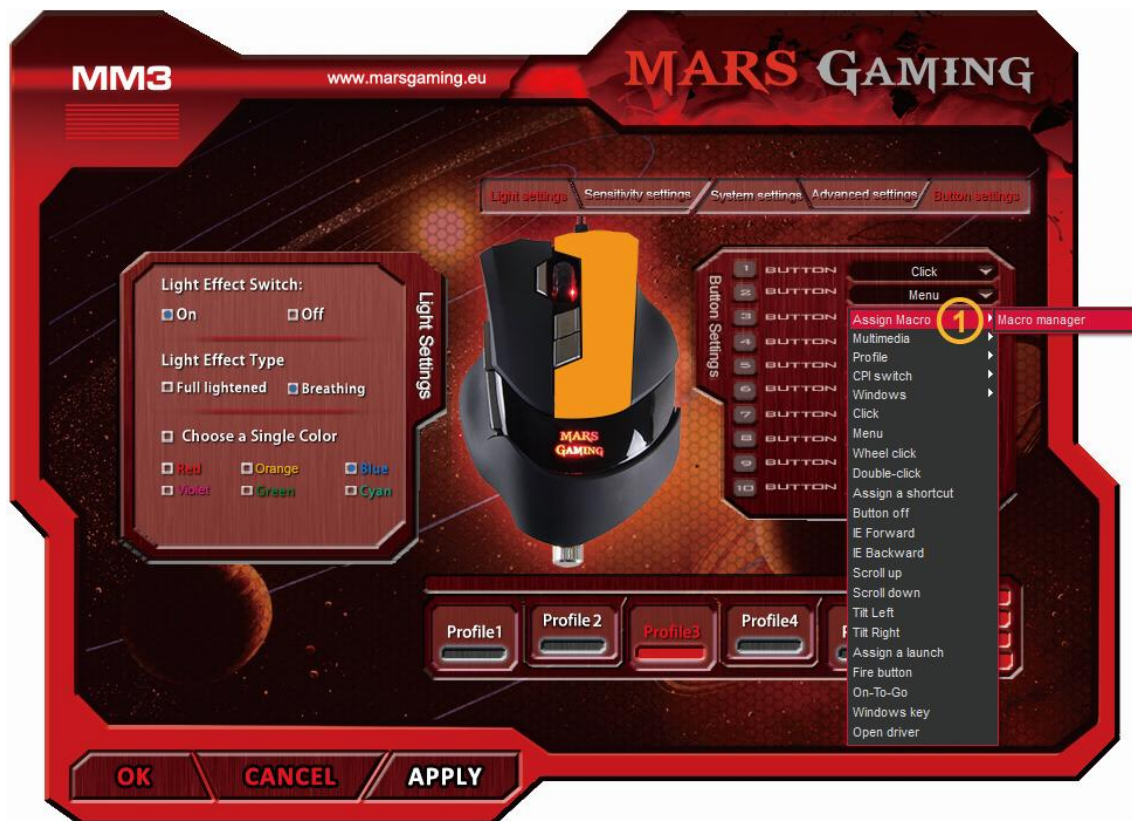 MM3
www.marsgaming.eu
MARS GAMING
Light settings
Sensitivity settings
System settings
Advanced settings
Button settings
Light Effect Switch:
On
Off
Light Effect Type
Full lightened
Breathing
Choose a Single Color
Red
Orange
Blue
Violet
Green
Cyan
Light Settings
MARS
GAMING
Button Settings
1 BUTTON Click
2 BUTTON Menu
3 BUTTON
4 BUTTON
5 BUTTON
6 BUTTON
7 BUTTON
8 BUTTON
9 BUTTON
10 BUTTON
Assign Macro
1
Macro manager
Multimedia
Profile
CPI switch
Windows
Click
Menu
Wheel click
Double-click
Assign a shortcut
Button off
IE Forward
IE Backward
Scroll up
Scroll down
Tilt Left
Tilt Right
Assign a launch
Fire button
On-To-Go
Windows key
Open driver
Profile1
Profile 2
Profile3
Profile4
OK
CANCEL
APPLY